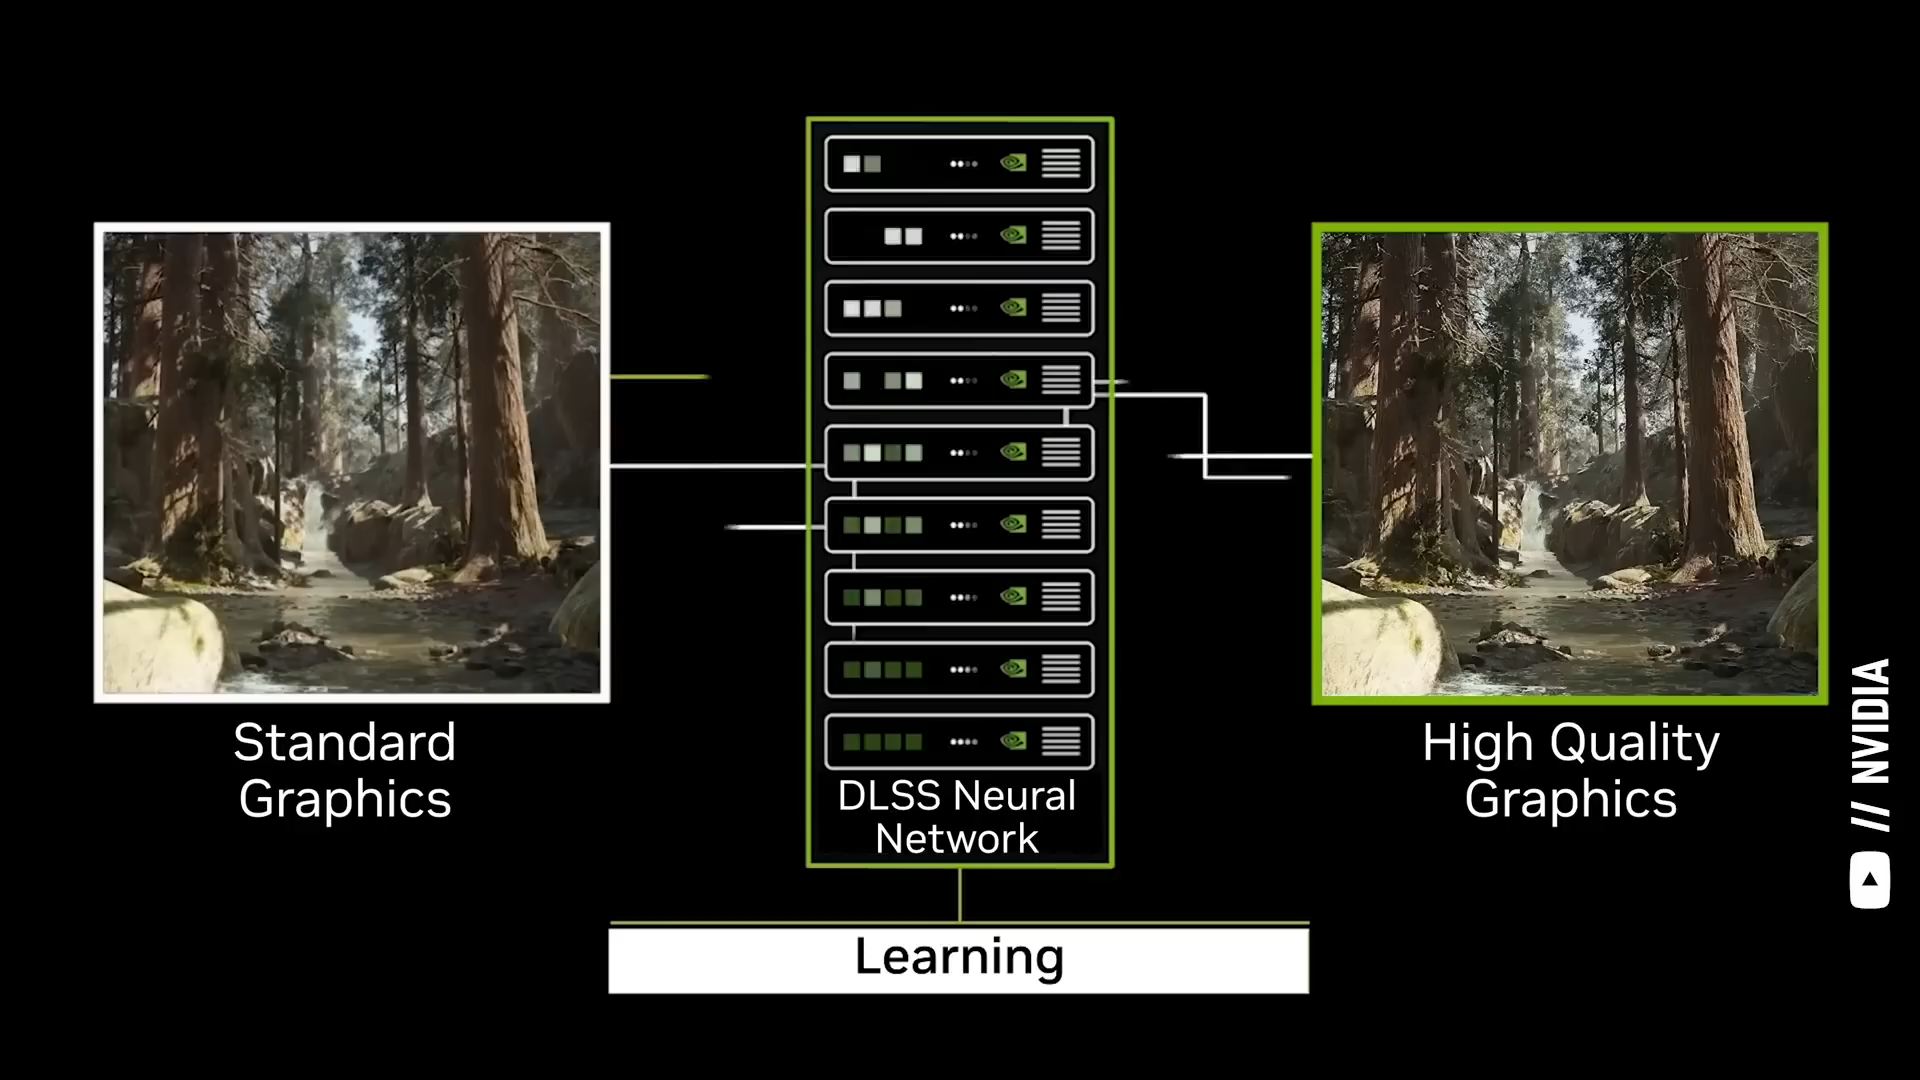 Standard
Graphics
DLSS Neural
Network
High Quality
Graphics
Learning
// NVIDIA